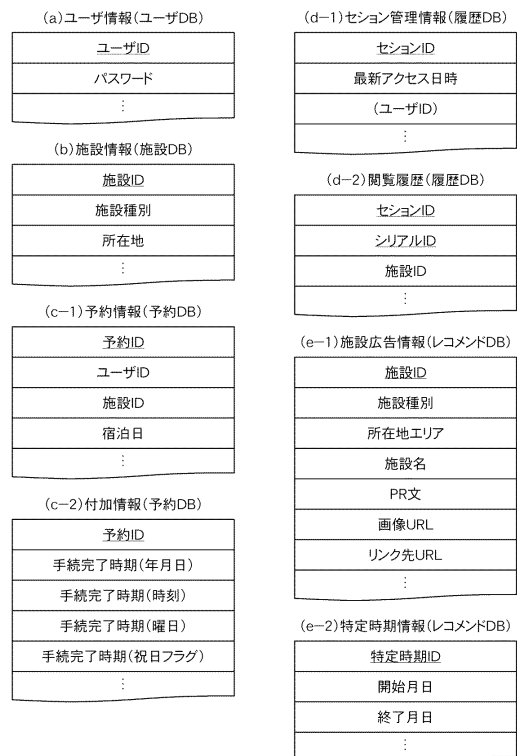 (a)ユーザ情報(ユーザDB)
ユーザID
パスワード
⋮
(b)施設情報(施設DB)
施設ID
施設種別
所在地
⋮
(c−1)予約情報(予約DB)
予約ID
ユーザID
施設ID
宿泊日
⋮
(c−2)付加情報(予約DB)
予約ID
手続完了時期(年月日)
手続完了時期(時刻)
手続完了時期(曜日)
手続完了時期(祝日フラグ)
⋮
(d−1)セション管理情報(履歴DB)
セションID
最新アクセス日時
(ユーザID)
⋮
(d−2)閲覧履歴(履歴DB)
セションID
シリアルID
施設ID
⋮
(e−1)施設広告情報(レコメンドDB)
施設ID
施設種別
所在地エリア
施設名
PR文
画像URL
リンク先URL
⋮
(e−2)特定時期情報(レコメンドDB)
特定時期ID
開始月日
終了月日
⋮